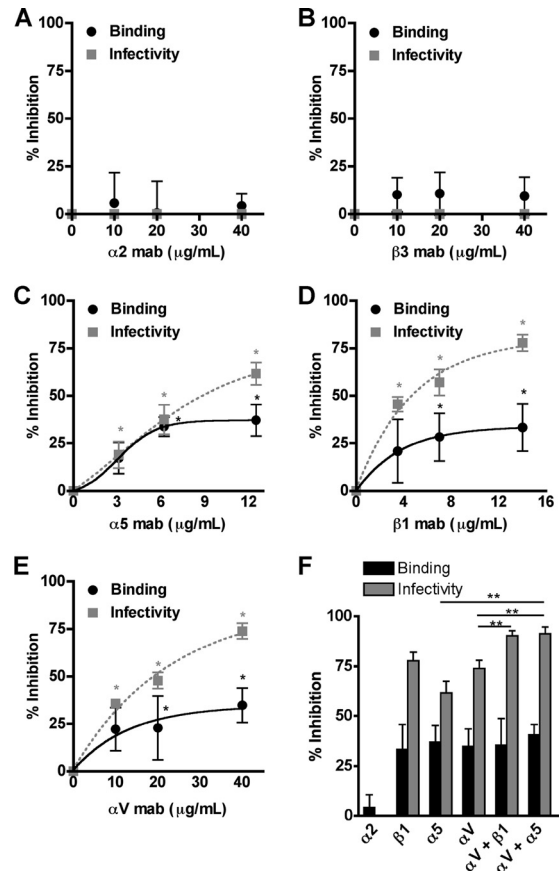 A
B
100
75
50
25
0
% Inhibition
Binding
Infectivity
0 10 20 30 40
α2 mab (µg/mL)
100
75
50
25
0
% Inhibition
Binding
Infectivity
0 10 20 30 40
β3 mab (µg/mL)
C
D
100
75
50
25
0
% Inhibition
Binding
Infectivity
* * * * *
0 3 6 9 12
α5 mab (µg/mL)
100
75
50
25
0
% Inhibition
Binding
Infectivity
* * * * *
0 4 8 12 16
β1 mab (µg/mL)
E
F
100
75
50
25
0
% Inhibition
Binding
Infectivity
* * * * *
0 10 20 30 40
αV mab (µg/mL)
Binding
Infectivity
100
75
50
25
0
% Inhibition
**
**
**
α2
β1
α5
αV
αV + β1
αV + α5